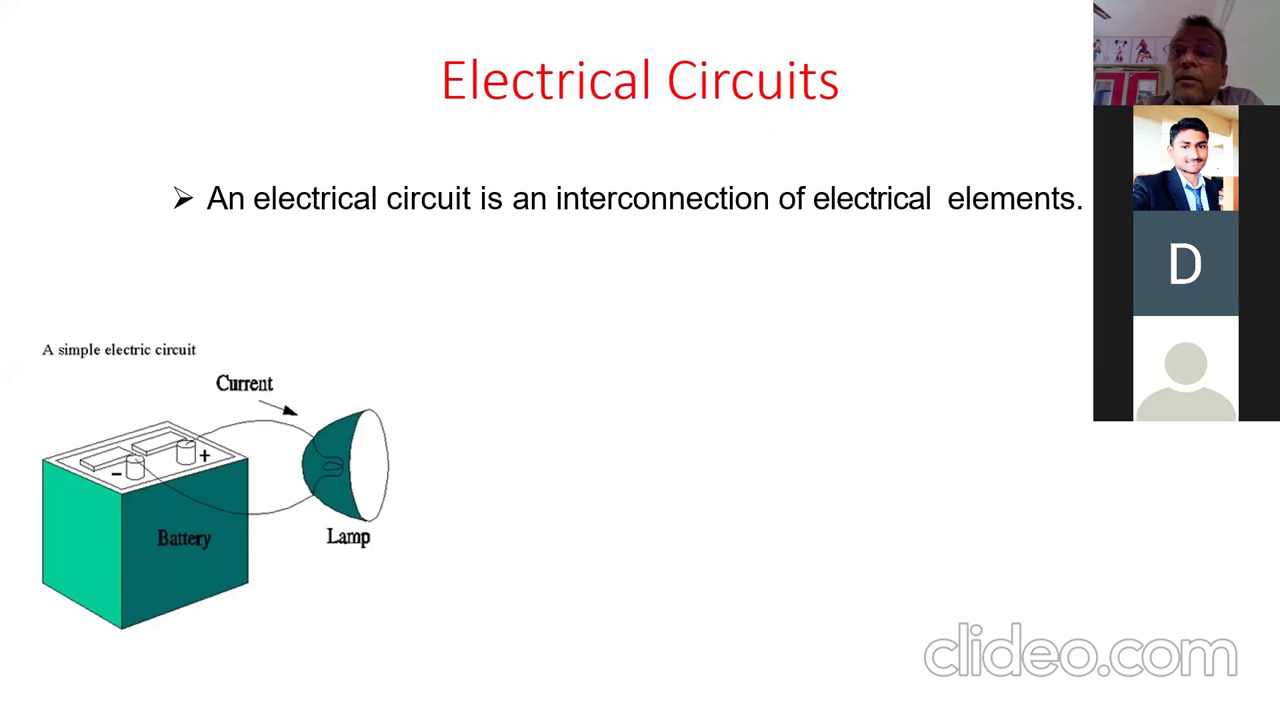 Electrical Circuits
➢ An electrical circuit is an interconnection of electrical elements.
D
A simple electric circuit
Current
+
-
Battery
Lamp
clideo.com